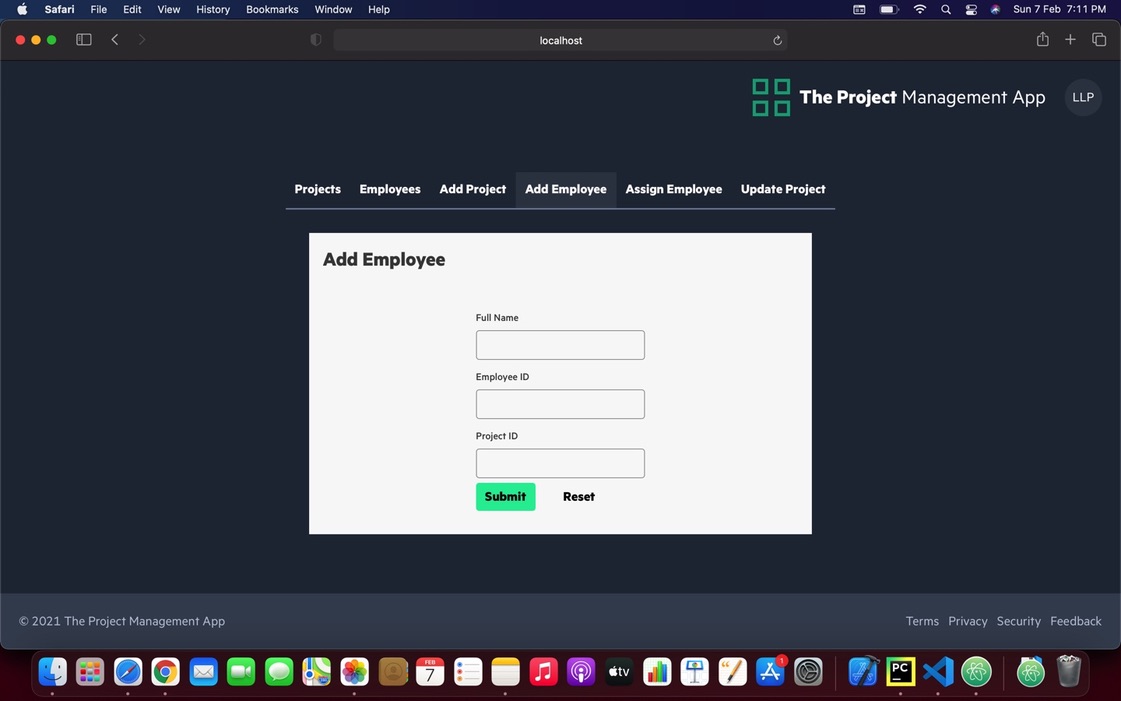 Safari File Edit View History Bookmarks Window Help Sun 7 Feb 7:11 PM
localhost
The Project Management App LLP
Projects Employees Add Project Add Employee Assign Employee Update Project
Add Employee
Full Name
Employee ID
Project ID
Submit Reset
© 2021 The Project Management App Terms Privacy Security Feedback
FEB
7
tv
1
PC